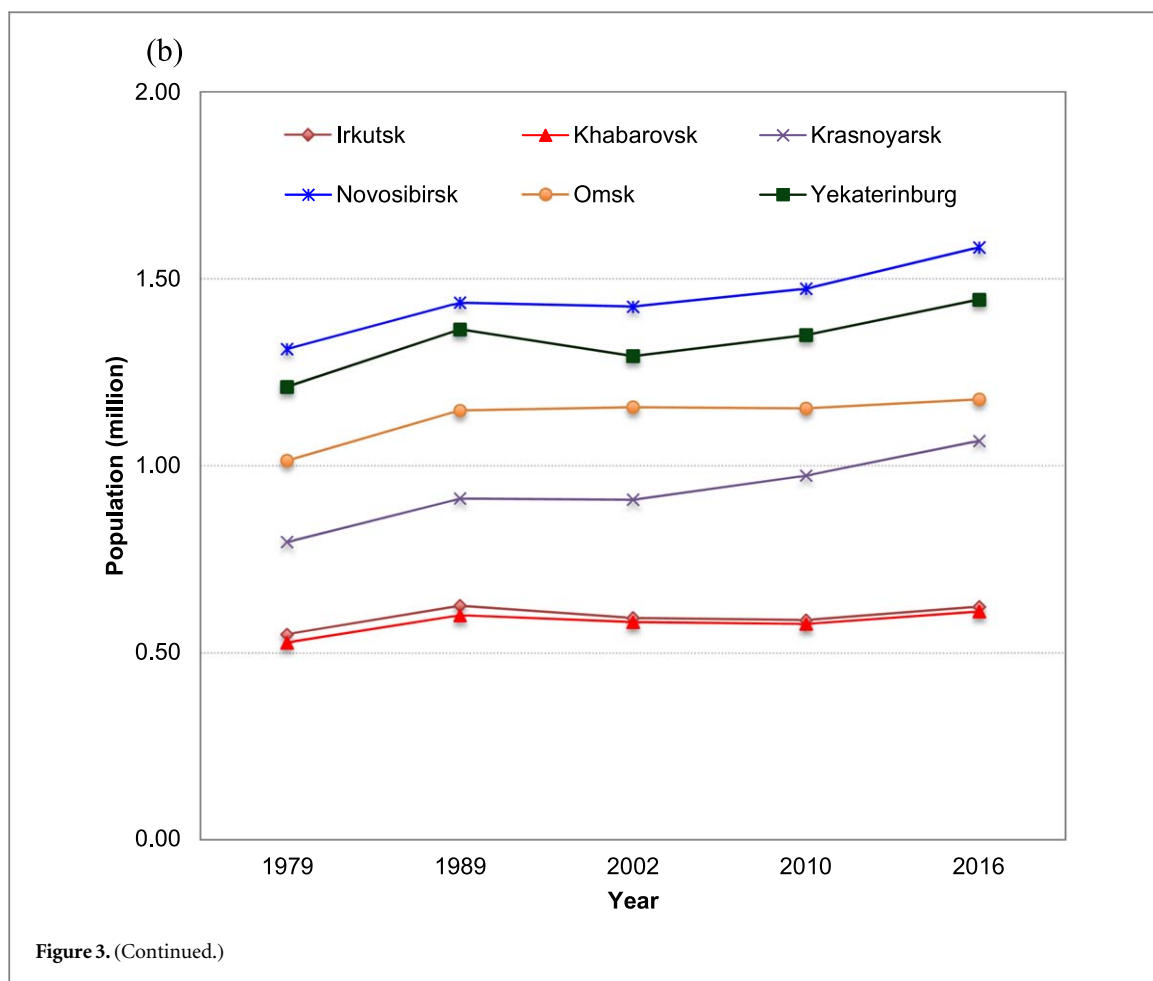 (b)
2.00
Irkutsk Khabarovsk Krasnoyarsk
Novosibirsk Omsk Yekaterinburg
1.50
1.00
0.50
0.00
Population (million)
1979 1989 2002 2010 2016
Year
Figure 3. (Continued.)